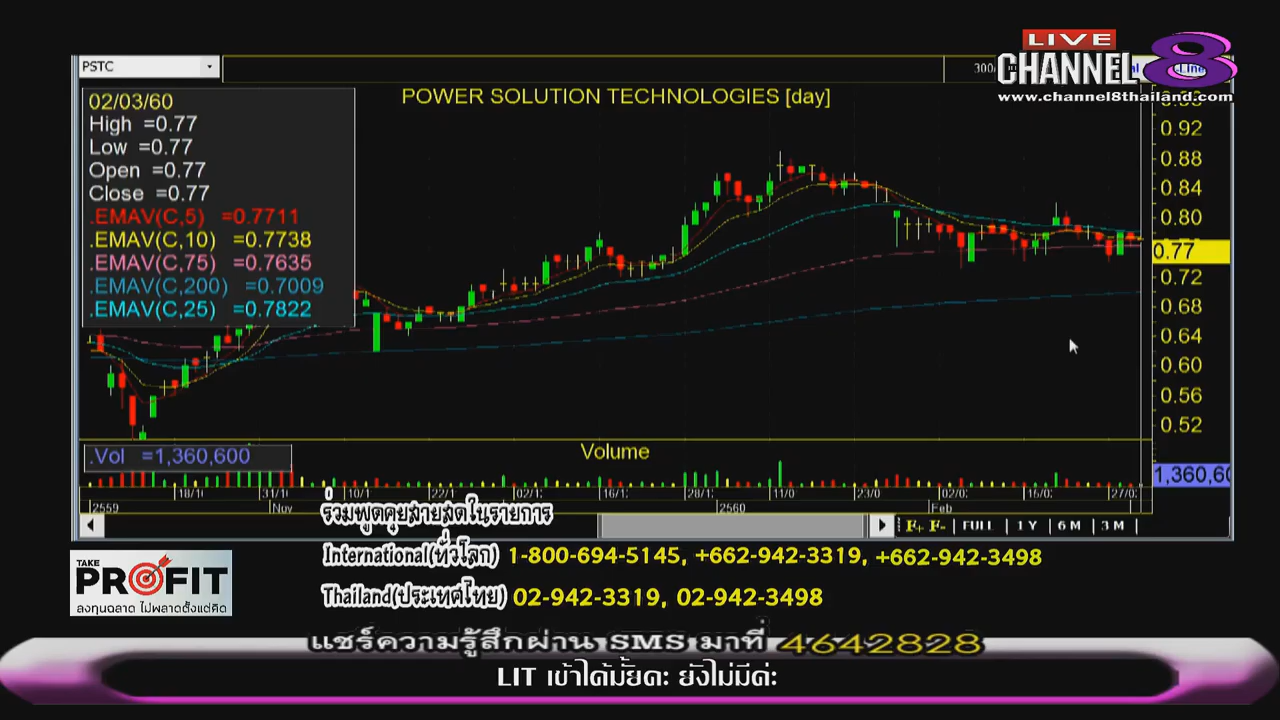 LIVE
CHANNEL 8
www.channel8thailand.com
PSTC
300/
POWER SOLUTION TECHNOLOGIES [day]
02/03/60
High =0.77
Low =0.77
Open =0.77
Close =0.77
.EMAV(C,5) =0.7711
.EMAV(C,10) =0.7738
.EMAV(C,75) =0.7635
.EMAV(C,200) =0.7009
.EMAV(C,25) =0.7822
0.92
0.88
0.84
0.80
0.77
0.72
0.68
0.64
0.60
0.56
0.52
Volume
.Vol =1,360,600
1,360,60
18/1 31/1 10/1 22/1 02/1 16/1 28/1 11/0 23/0 02/0 16/0 27/0
2559 Nov 2560 Feb
F+ F- FULL 1 Y 6 M 3 M
ร่วมพูดคุยสายสดในรายการ
International(ทั่วโลก) 1-800-694-5145, +662-942-3319, +662-942-3498
Thailand(ประเทศไทย) 02-942-3319, 02-942-3498
TAKE
PROFIT
ลงทุนฉลาด ไม่พลาดตั้งแต่คิด
แชร์ความรู้สึกผ่าน SMS มาที่ 4642828
LIT เข้าได้มั้ยคะ ยังไม่มีค่ะ